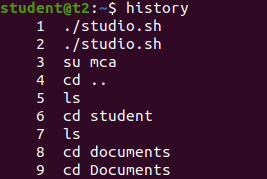 student@t2:~$ history
1 ./studio.sh
2 ./studio.sh
3 su mca
4 cd ..
5 ls
6 cd student
7 ls
8 cd documents
9 cd Documents